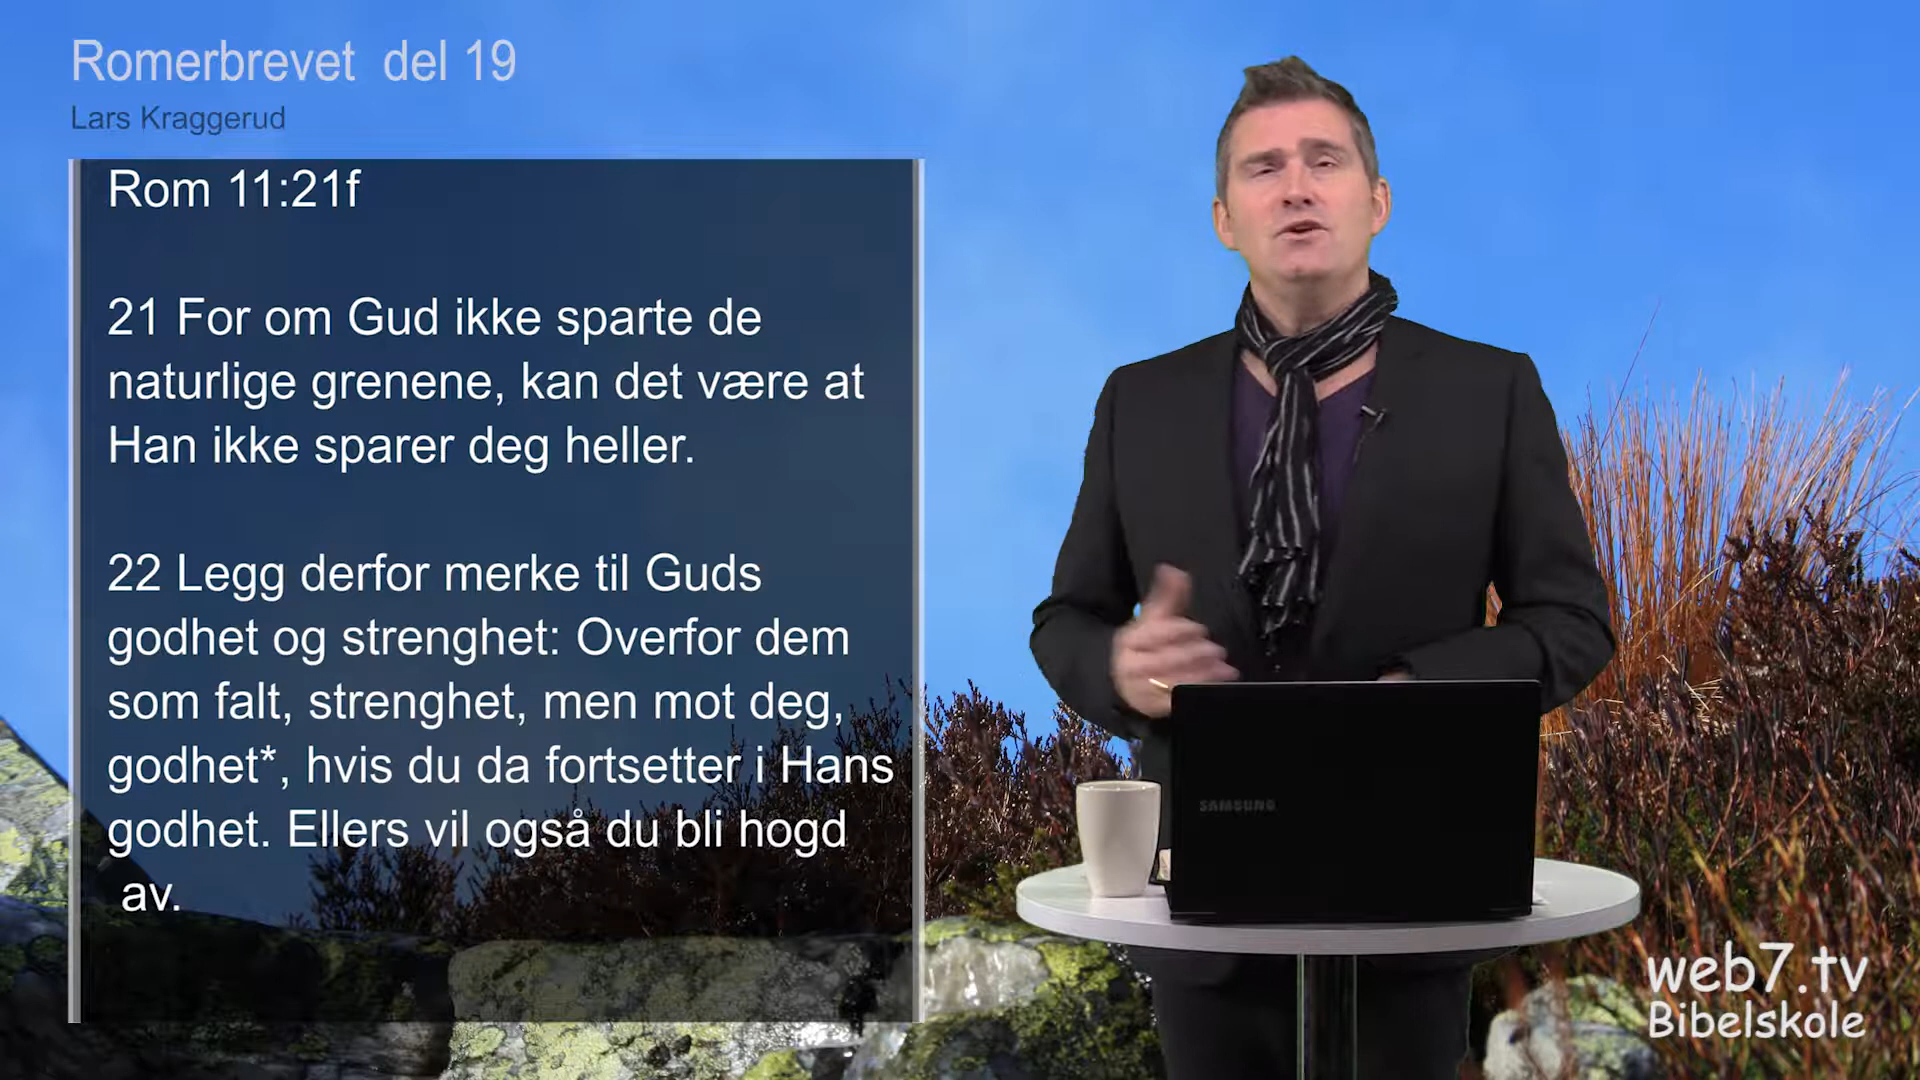 Romerbrevet del 19
Lars Kraggerud
Rom 11:21f
21 For om Gud ikke sparte de
naturlige grenene, kan det være at
Han ikke sparer deg heller.
22 Legg derfor merke til Guds
godhet og strenghet: Overfor dem
som falt, strenghet, men mot deg,
godhet*, hvis du da fortsetter i Hans
godhet. Ellers vil også du bli hogd
av.
SAMSUNG
web7.tv
Bibelskole